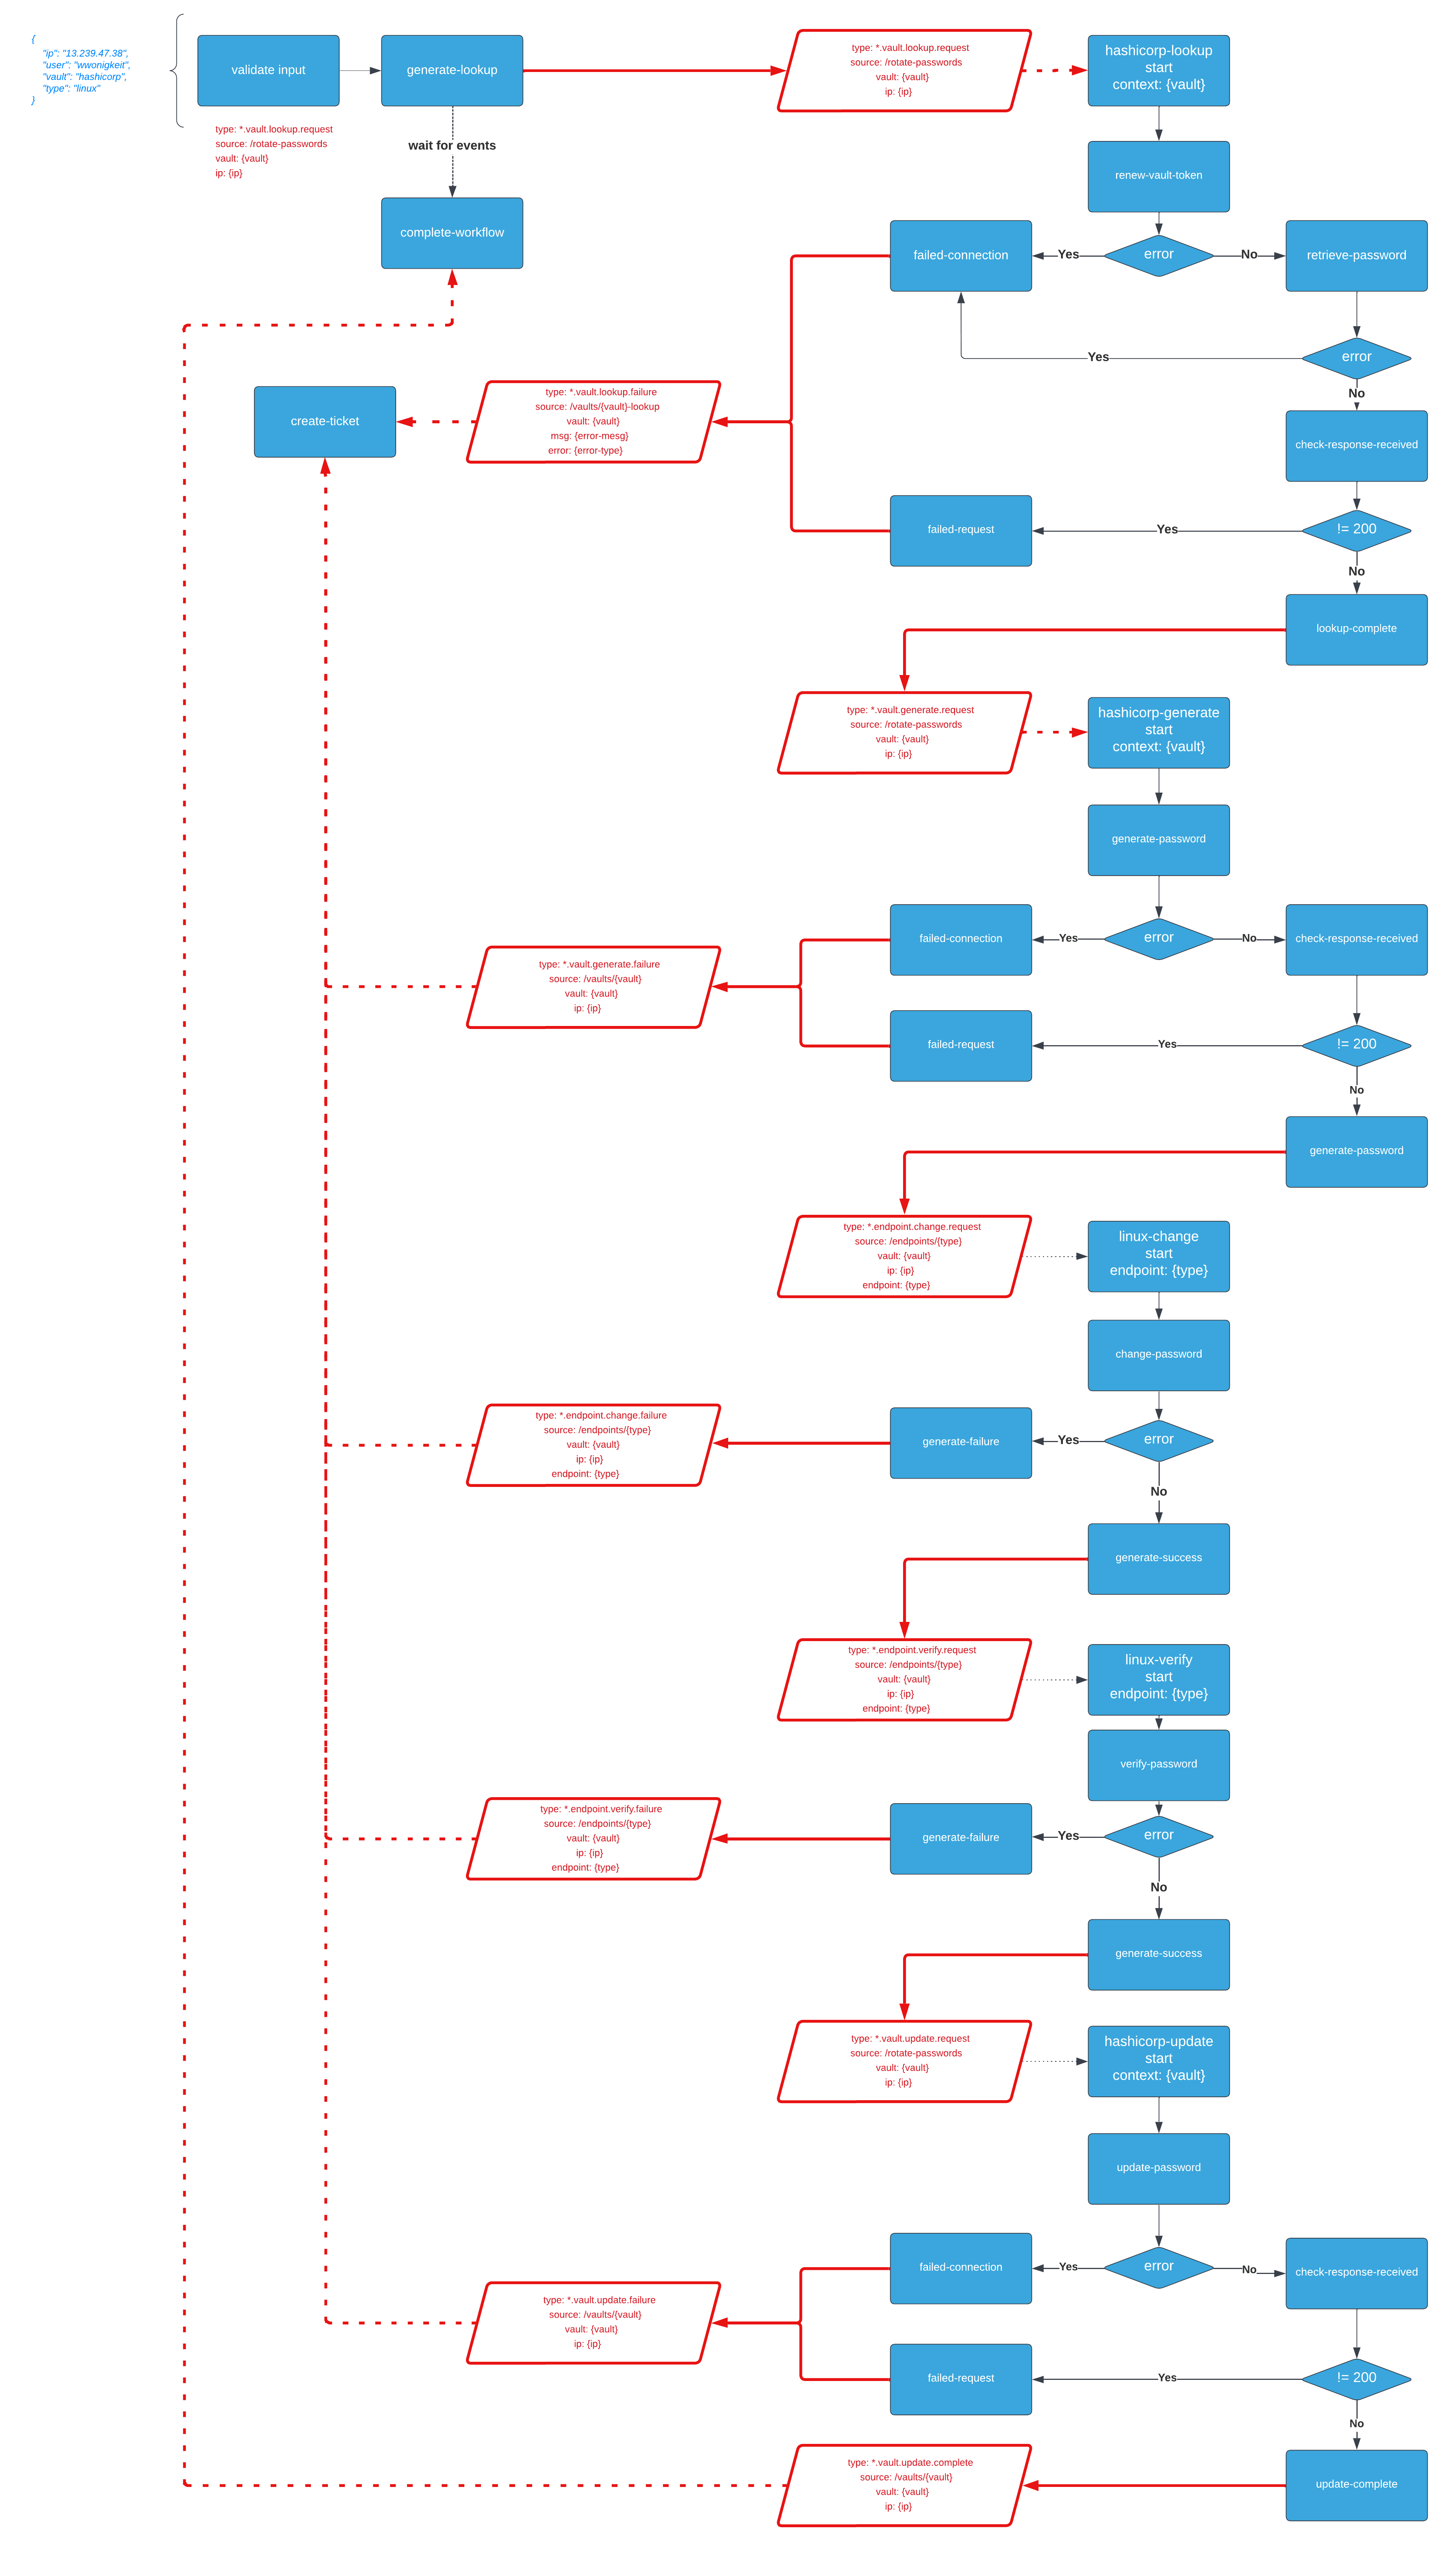 {
"ip": "13.239.47.38",
"user": "wwonigkeit",
"vault": "hashicorp",
"type": "linux"
}
validate input
type: *.vault.lookup.request
source: /rotate-passwords
vault: {vault}
ip: {ip}
generate-lookup
wait for events
complete-workflow
type: *.vault.lookup.request
source: /rotate-passwords
vault: {vault}
ip: {ip}
hashicorp-lookup
start
context: {vault}
renew-vault-token
failed-connection
Yes
error
No
retrieve-password
Yes
error
No
create-ticket
type: *.vault.lookup.failure
source: /vaults/{vault}-lookup
vault: {vault}
msg: {error-mesg}
error: {error-type}
check-response-received
failed-request
Yes
!= 200
No
lookup-complete
type: *.vault.generate.request
source: /rotate-passwords
vault: {vault}
ip: {ip}
hashicorp-generate
start
context: {vault}
generate-password
failed-connection
Yes
error
No
check-response-received
type: *.vault.generate.failure
source: /vaults/{vault}
vault: {vault}
ip: {ip}
failed-request
Yes
!= 200
No
generate-password
type: *.endpoint.change.request
source: /endpoints/{type}
vault: {vault}
ip: {ip}
endpoint: {type}
linux-change
start
endpoint: {type}
change-password
type: *.endpoint.change.failure
source: /endpoints/{type}
vault: {vault}
ip: {ip}
endpoint: {type}
generate-failure
Yes
error
No
generate-success
type: *.endpoint.verify.request
source: /endpoints/{type}
vault: {vault}
ip: {ip}
endpoint: {type}
linux-verify
start
endpoint: {type}
verify-password
type: *.endpoint.verify.failure
source: /endpoints/{type}
vault: {vault}
ip: {ip}
endpoint: {type}
generate-failure
Yes
error
No
generate-success
type: *.vault.update.request
source: /rotate-passwords
vault: {vault}
ip: {ip}
hashicorp-update
start
context: {vault}
update-password
failed-connection
Yes
error
No
check-response-received
type: *.vault.update.failure
source: /vaults/{vault}
vault: {vault}
ip: {ip}
failed-request
Yes
!= 200
No
type: *.vault.update.complete
source: /vaults/{vault}
vault: {vault}
ip: {ip}
update-complete